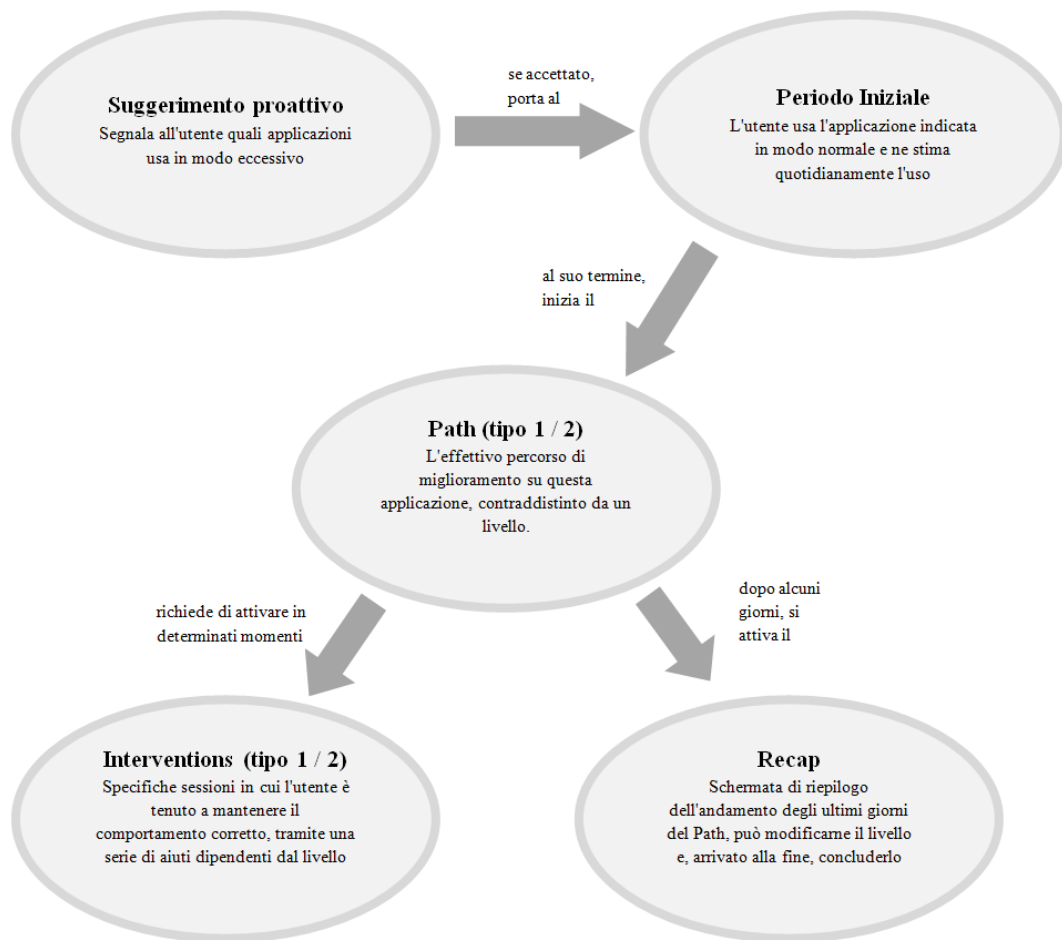 Suggerimento proattivo
Segnala all'utente quali applicazioni
usa in modo eccessivo
se accettato,
porta al
Periodo Iniziale
L'utente usa l'applicazione indicata
in modo normale e ne stima
quotidianamente l'uso
al suo termine,
inizia il
Path (tipo 1 / 2)
L'effettivo percorso di
miglioramento su questa
applicazione, contraddistinto da un
livello.
richiede di attivare in
determinati momenti
dopo alcuni
giorni, si
attiva il
Interventions (tipo 1 / 2)
Specifiche sessioni in cui l'utente è
tenuto a mantenere il
comportamento corretto, tramite una
serie di aiuti dipendenti dal livello
Recap
Schermata di riepilogo
dell'andamento degli ultimi giorni
del Path, può modificarne il livello
e, arrivato alla fine, concluderlo